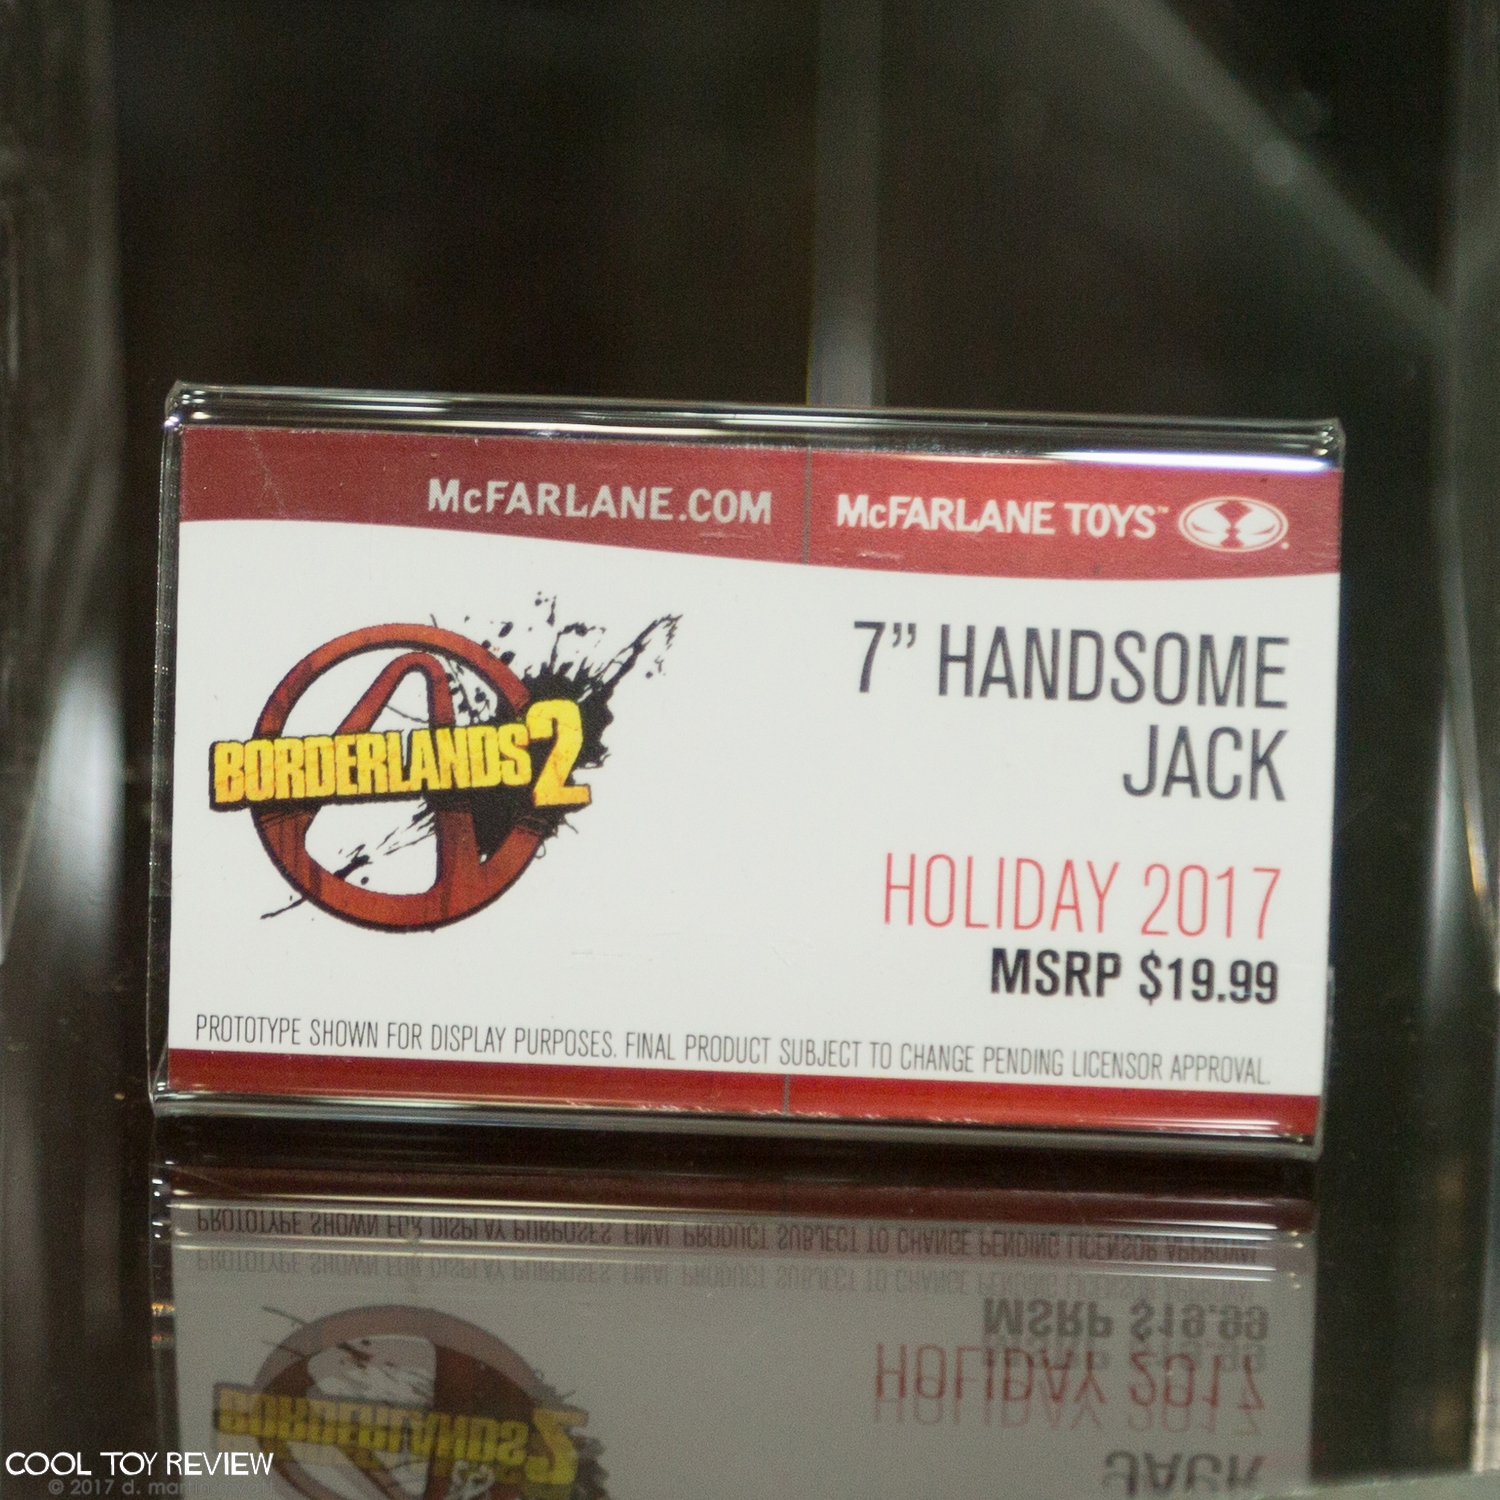 McFARLANE.COM
McFARLANE TOYS™
BORDERLANDS 2
7” HANDSOME
JACK
HOLIDAY 2017
MSRP $19.99
PROTOTYPE SHOWN FOR DISPLAY PURPOSES. FINAL PRODUCT SUBJECT TO CHANGE PENDING LICENSOR APPROVAL.
COOL TOY REVIEW
© 2017 d.